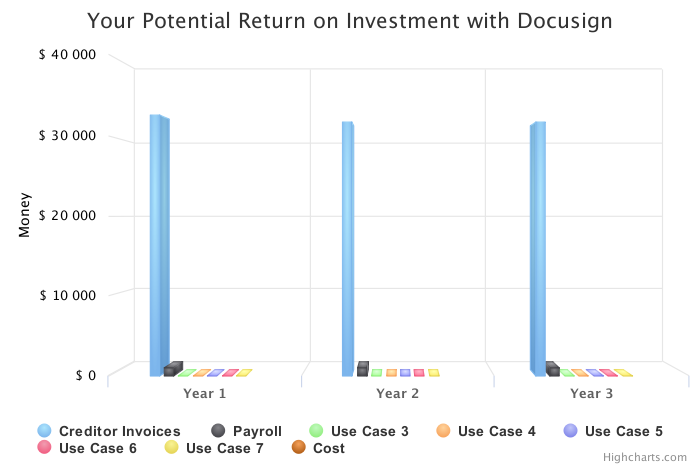 Your Potential Return on Investment with Docusign
$ 40 000
$ 30 000
$ 20 000
$ 10 000
$ 0
Money
Year 1 Year 2 Year 3
Creditor Invoices Payroll Use Case 3 Use Case 4 Use Case 5
Use Case 6 Use Case 7 Cost
Highcharts.com